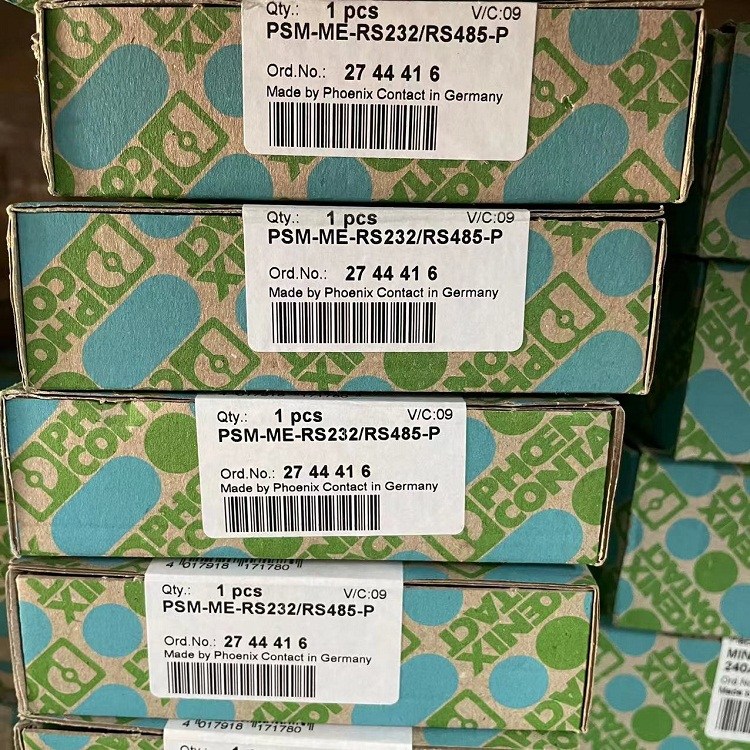 Qty.: 1 pcs V/C:09
PSM-ME-RS232/RS485-P
Ord.No.: 27 44 41 6
Made by Phoenix Contact in Germany
Qty.: 1 pcs V/C:09
PSM-ME-RS232/RS485-P
Ord.No.: 27 44 41 6
Made by Phoenix Contact in Germany
PHOENIX
CONTACT
Qty.: 1 pcs V/C:09
PSM-ME-RS232/RS485-P
Ord.No.: 27 44 41 6
Made by Phoenix Contact in Germany
4 017918 171780
Qty.: 1 pcs V/C:09
PSM-ME-RS232/RS485-P
Ord.No.: 27 44 41 6
Made by Phoenix Contact in Germany
4 017918 171780
MIN